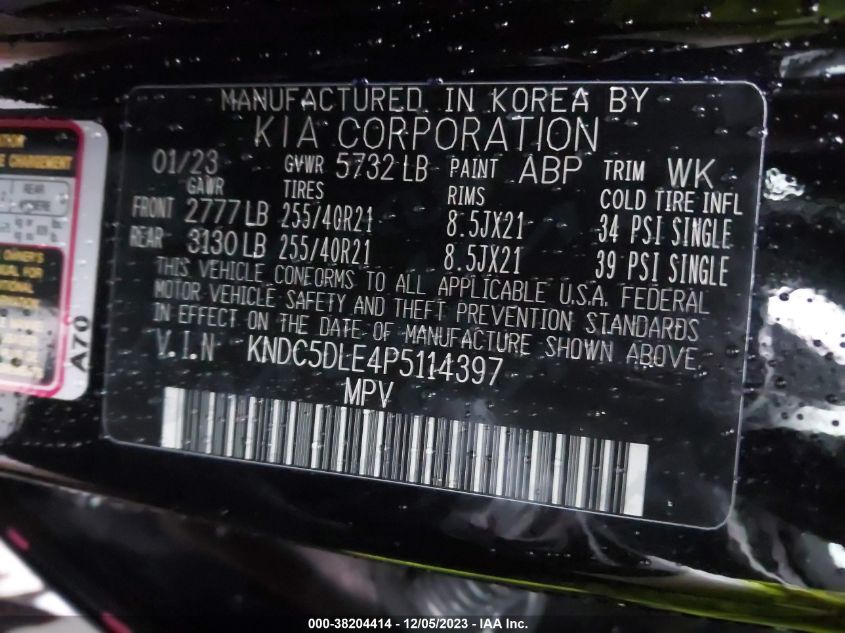 MANUFACTURED IN KOREA BY
KIA CORPORATION
01/23 GVWR 5732 LB PAINT ABP TRIM WK
GAWR TIRES RIMS COLD TIRE INFL
FRONT 2777 LB 255/40R21 8.5JX21 34 PSI SINGLE
REAR 3130 LB 255/40R21 8.5JX21 39 PSI SINGLE
THIS VEHICLE CONFORMS TO ALL APPLICABLE U.S.A. FEDERAL
MOTOR VEHICLE SAFETY AND THEFT PREVENTION STANDARDS
IN EFFECT ON THE DATE OF MANUFACTURE SHOWN ABOVE
V.I.N KNDC5DLE4P5114397
MPV
REAR
OWNER'S
FOR
A70
000-38204414 - 12/05/2023 - IAA Inc.